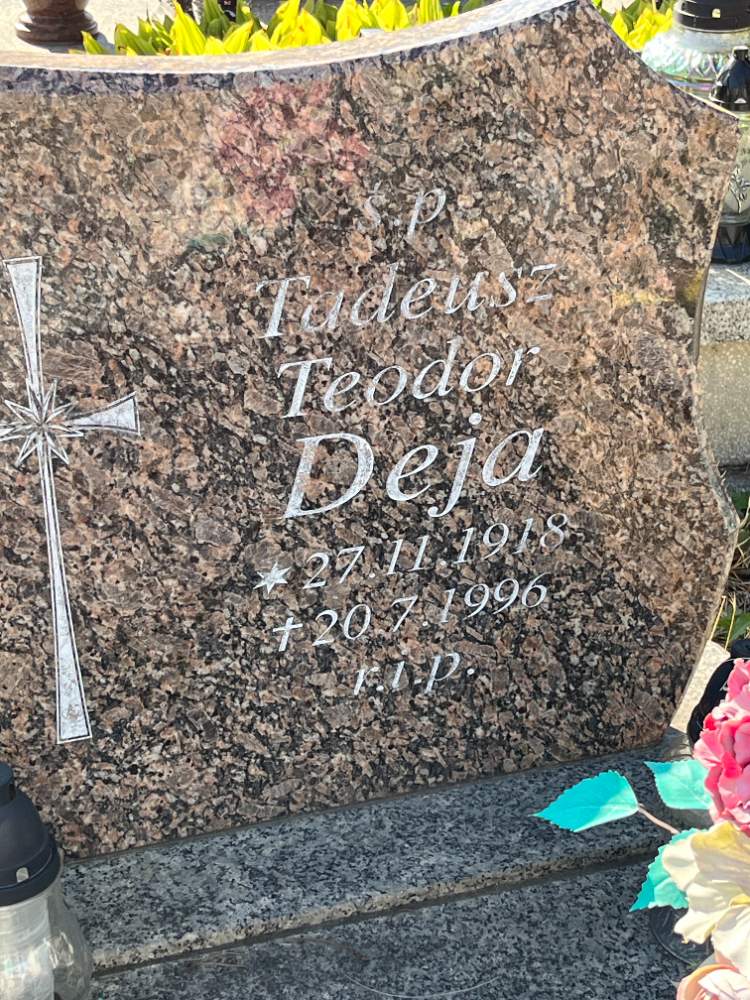 ś.p
Tadeusz
Teodor
Deja
* 27.11.1918
† 20.7.1996
r.i.p.